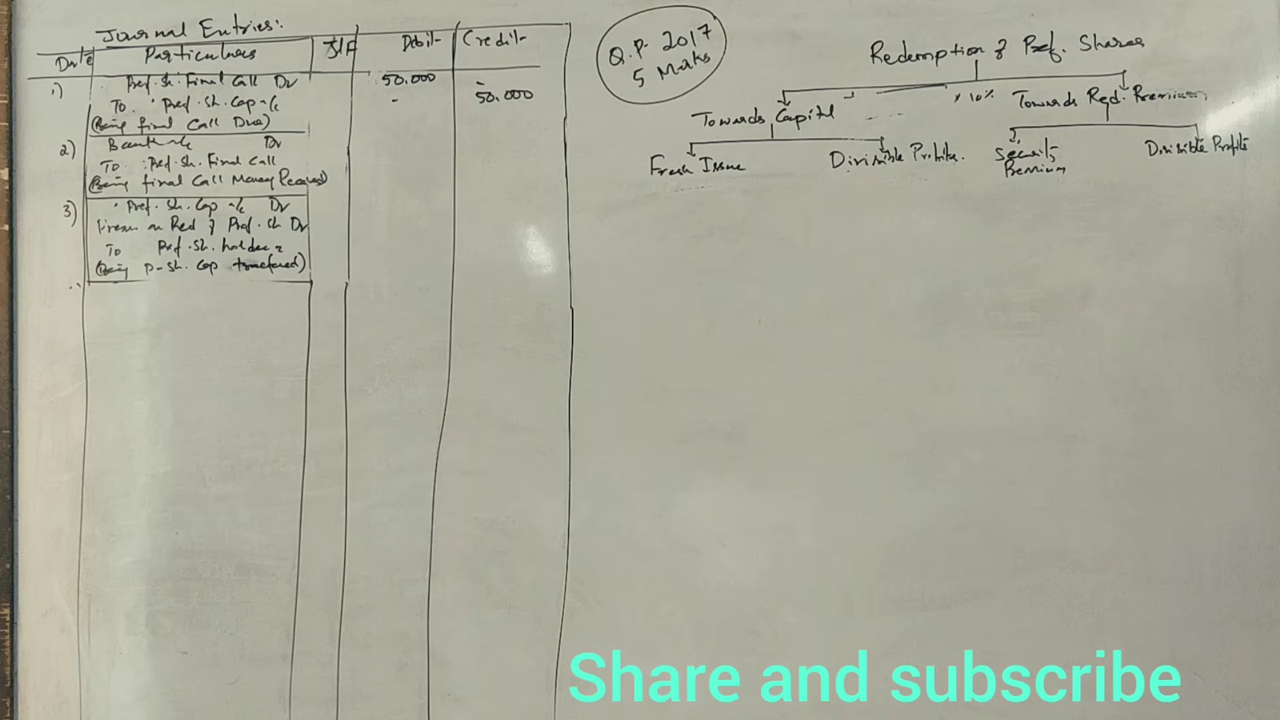 Journal Entries:
Date Particulars J/F Debit Credit
1) Pref. Sh. Final Call Dr 50,000 -
To Pref. Sh. Cap a/c - 50,000
(Being final Call Due)
2) Bank a/c Dr
To Pref. Sh. Final Call
(Being final Call Money Received)
3) Pref. Sh. Cap a/c Dr
Prem on Red of Pref. Sh Dr
To Pref. Sh. holders
(Being P-Sh. Cap transferred)
Q.P. 2017
5 Marks
Redemption of Pref. Shares
Towards Capital
x 10% Towards Red. Premium
Fresh Issue
Divisible Profits.
Security
Premium
Divisible Profits
Share and subscribe